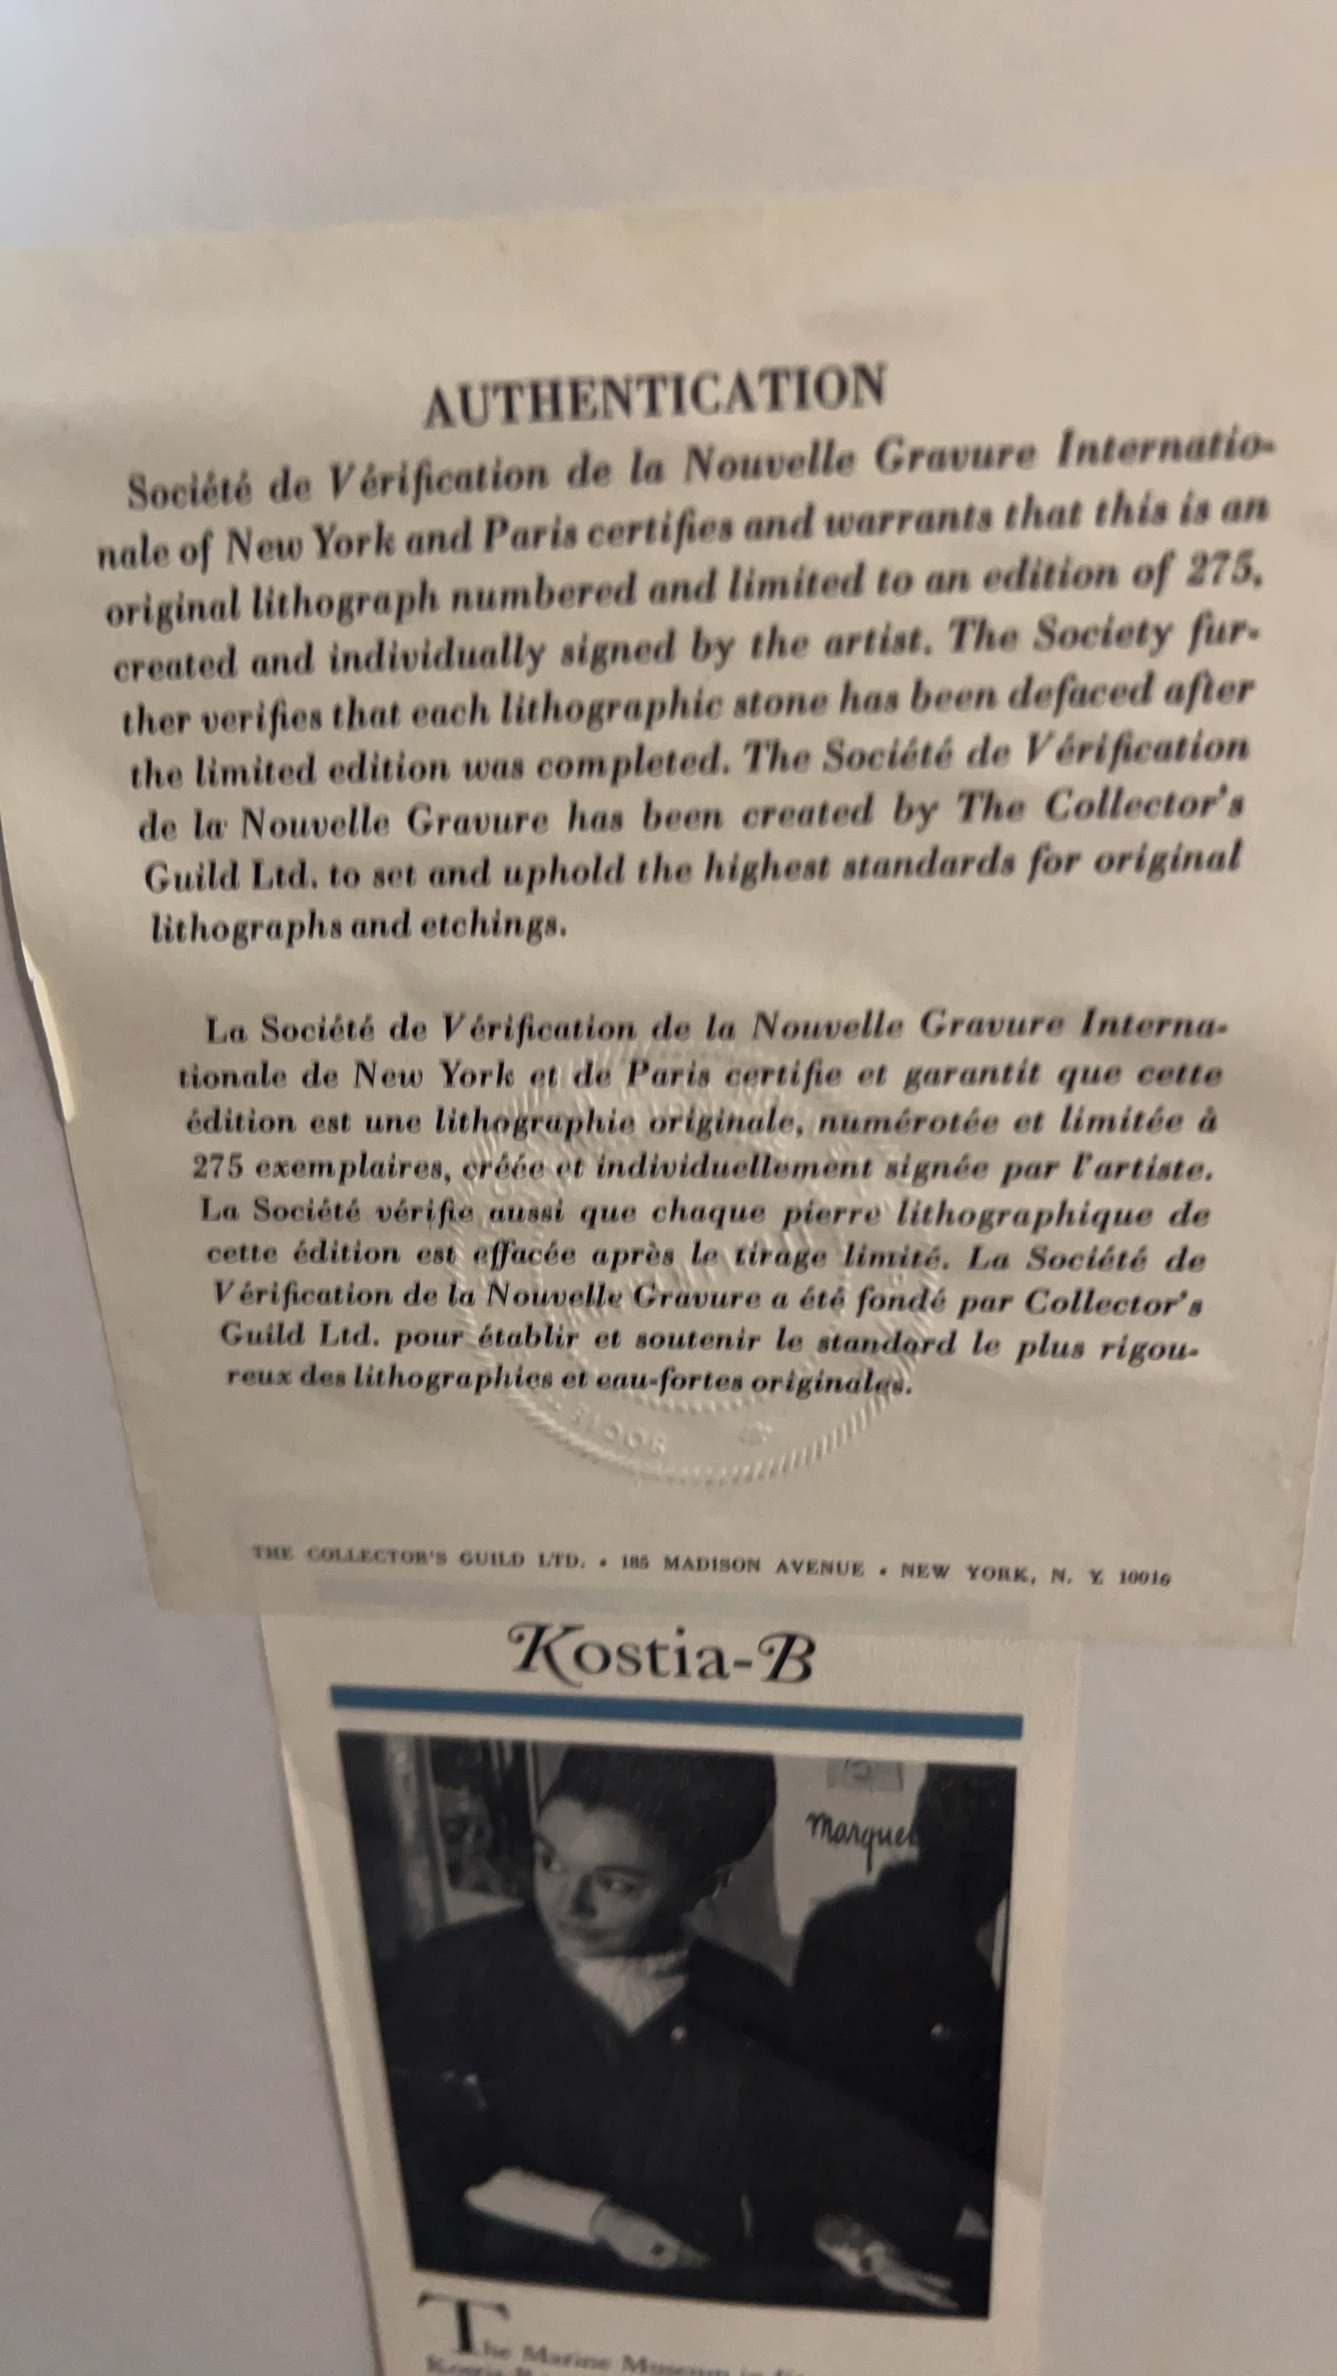 AUTHENTICATION
Société de Vérification de la Nouvelle Gravure Internatio-
nale of New York and Paris certifies and warrants that this is an
original lithograph numbered and limited to an edition of 275,
created and individually signed by the artist. The Society fur-
ther verifies that each lithographic stone has been defaced after
the limited edition was completed. The Société de Vérification
de la Nouvelle Gravure has been created by The Collector's
Guild Ltd. to set and uphold the highest standards for original
lithographs and etchings.
La Société de Vérification de la Nouvelle Gravure Interna-
tionale de New York et de Paris certifie et garantit que cette
édition est une lithographie originale, numérotée et limitée à
275 exemplaires, créée et individuellement signée par l'artiste.
La Société vérifie aussi que chaque pierre lithographique de
cette édition est effacée après le tirage limité. La Société de
Vérification de la Nouvelle Gravure a été fondé par Collector's
Guild Ltd. pour établir et soutenir le standard le plus rigou-
reux des lithographies et eau-fortes originales.
THE COLLECTOR'S GUILD LTD. • 185 MADISON AVENUE • NEW YORK, N. Y. 10016
Kostia-B
The Marine Museum in